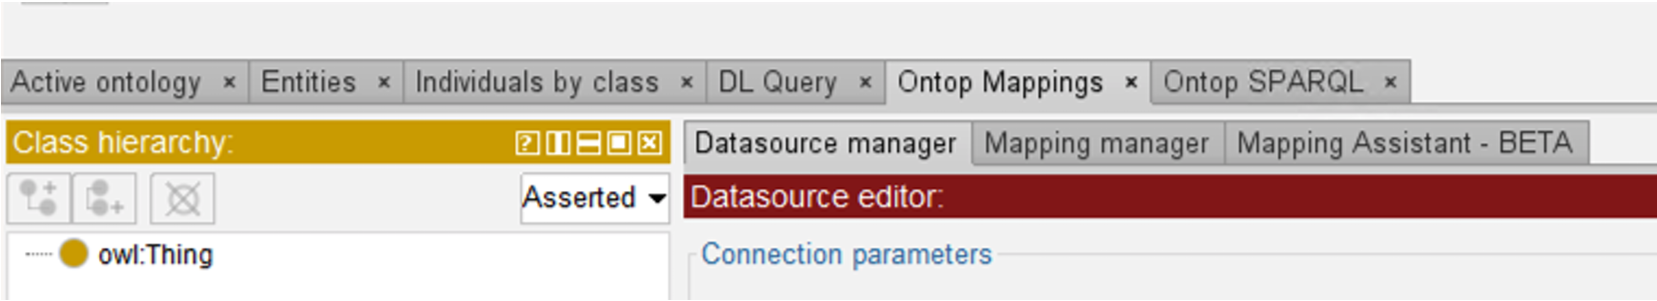 Active ontology × Entities × Individuals by class × DL Query × Ontop Mappings × Ontop SPARQL ×
Class hierarchy:
Datasource manager Mapping manager Mapping Assistant - BETA
Asserted
Datasource editor:
owl:Thing
Connection parameters